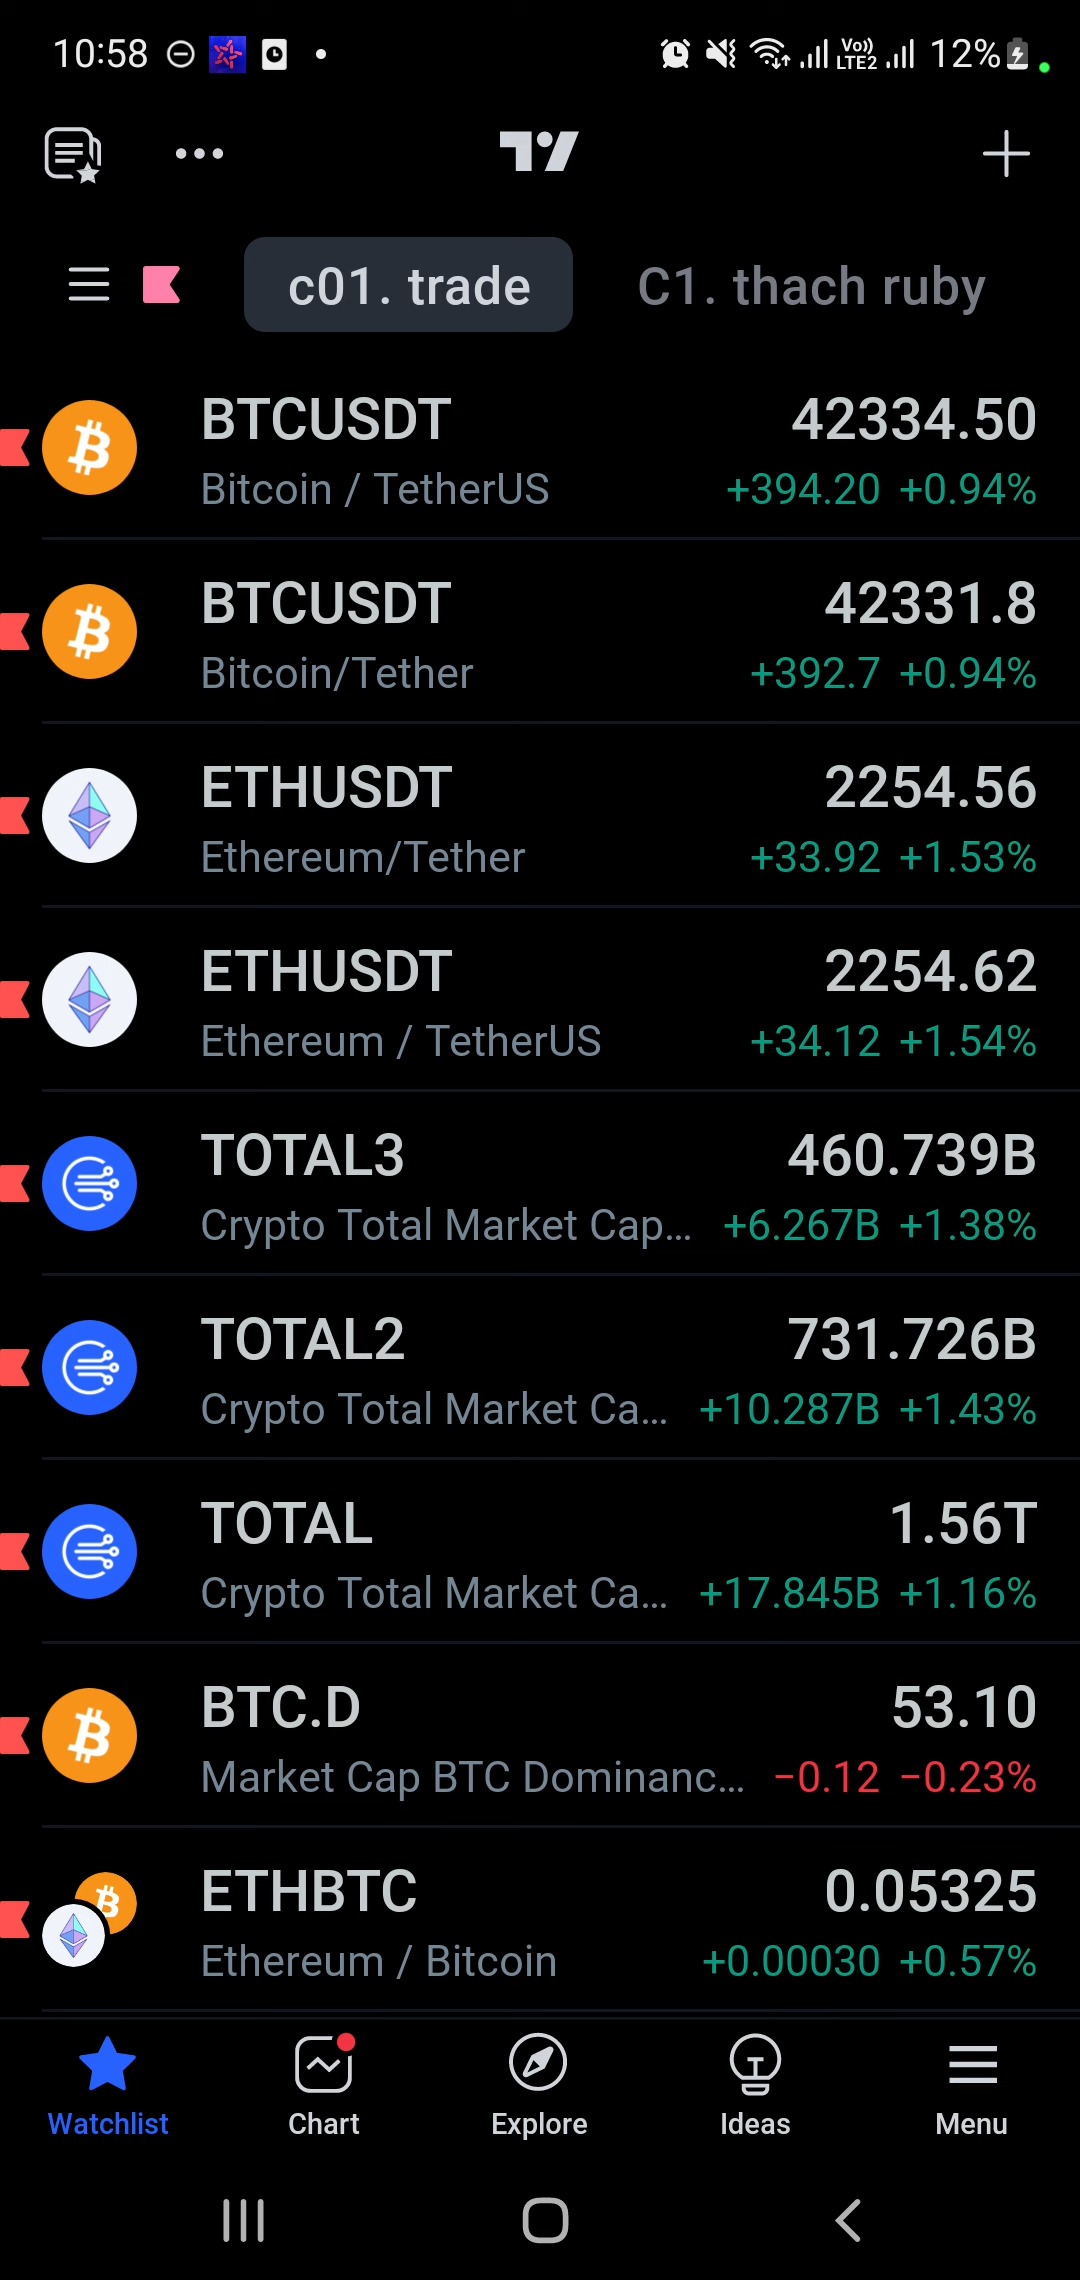 10:58 Vo)) LTE2 12%
c01. trade C1. thach ruby
BTCUSDT 42334.50
Bitcoin / TetherUS +394.20 +0.94%
BTCUSDT 42331.8
Bitcoin/Tether +392.7 +0.94%
ETHUSDT 2254.56
Ethereum/Tether +33.92 +1.53%
ETHUSDT 2254.62
Ethereum / TetherUS +34.12 +1.54%
TOTAL3 460.739B
Crypto Total Market Cap... +6.267B +1.38%
TOTAL2 731.726B
Crypto Total Market Ca... +10.287B +1.43%
TOTAL 1.56T
Crypto Total Market Ca... +17.845B +1.16%
BTC.D 53.10
Market Cap BTC Dominanc... −0.12 −0.23%
ETHBTC 0.05325
Ethereum / Bitcoin +0.00030 +0.57%
Watchlist Chart Explore Ideas Menu